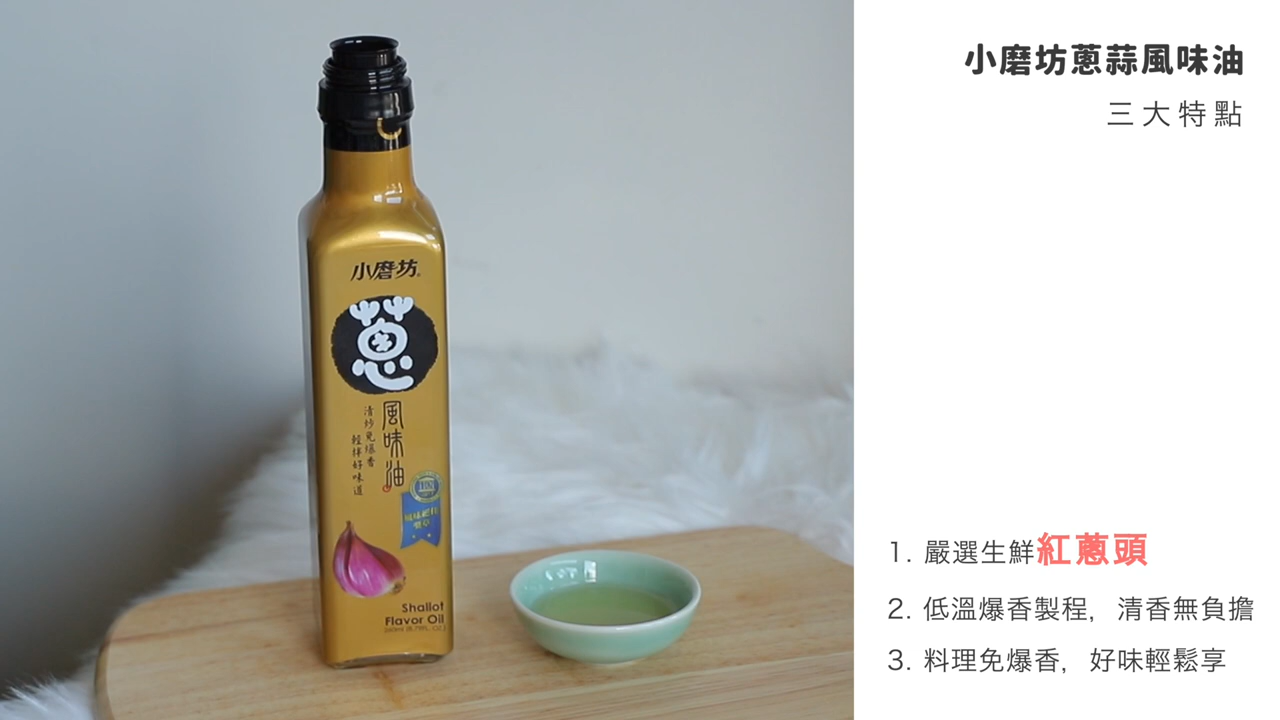 小磨坊蔥蒜風味油
三大特點
小磨坊
蔥
風味油
清炒免爆香
輕拌好味道
Shallot
Flavor Oil
1. 嚴選生鮮紅蔥頭
2. 低溫爆香製程，清香無負擔
3. 料理免爆香，好味輕鬆享